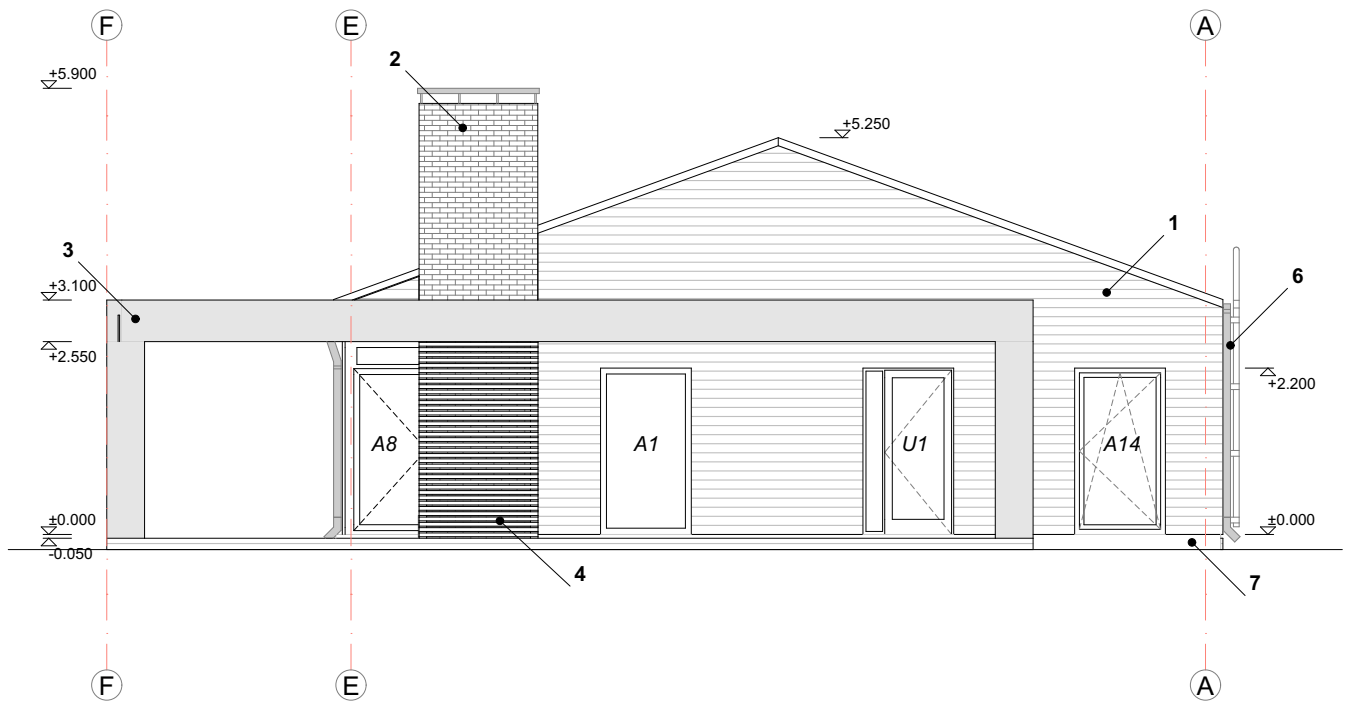 F
E
A
2
+5.900
+5.250
1
3
+3.100
6
+2.550
+2.200
A8
A1
U1
A14
±0.000
±0.000
-0.050
4
7
F
E
A